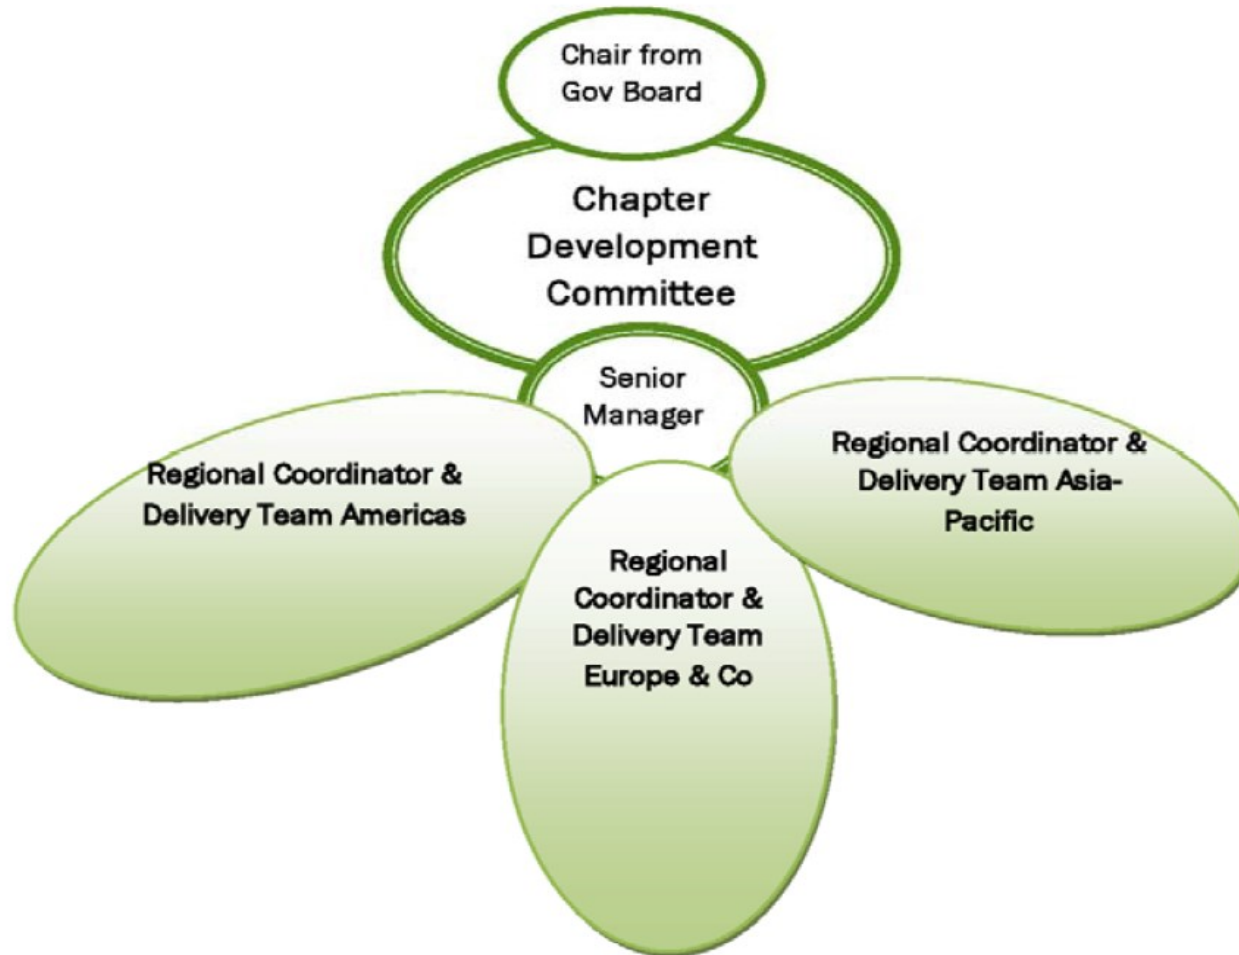 Chair from
Gov Board
Chapter
Development
Committee
Senior
Manager
Regional Coordinator &
Delivery Team Americas
Regional
Coordinator &
Delivery Team
Europe & Co
Regional Coordinator &
Delivery Team Asia-
Pacific